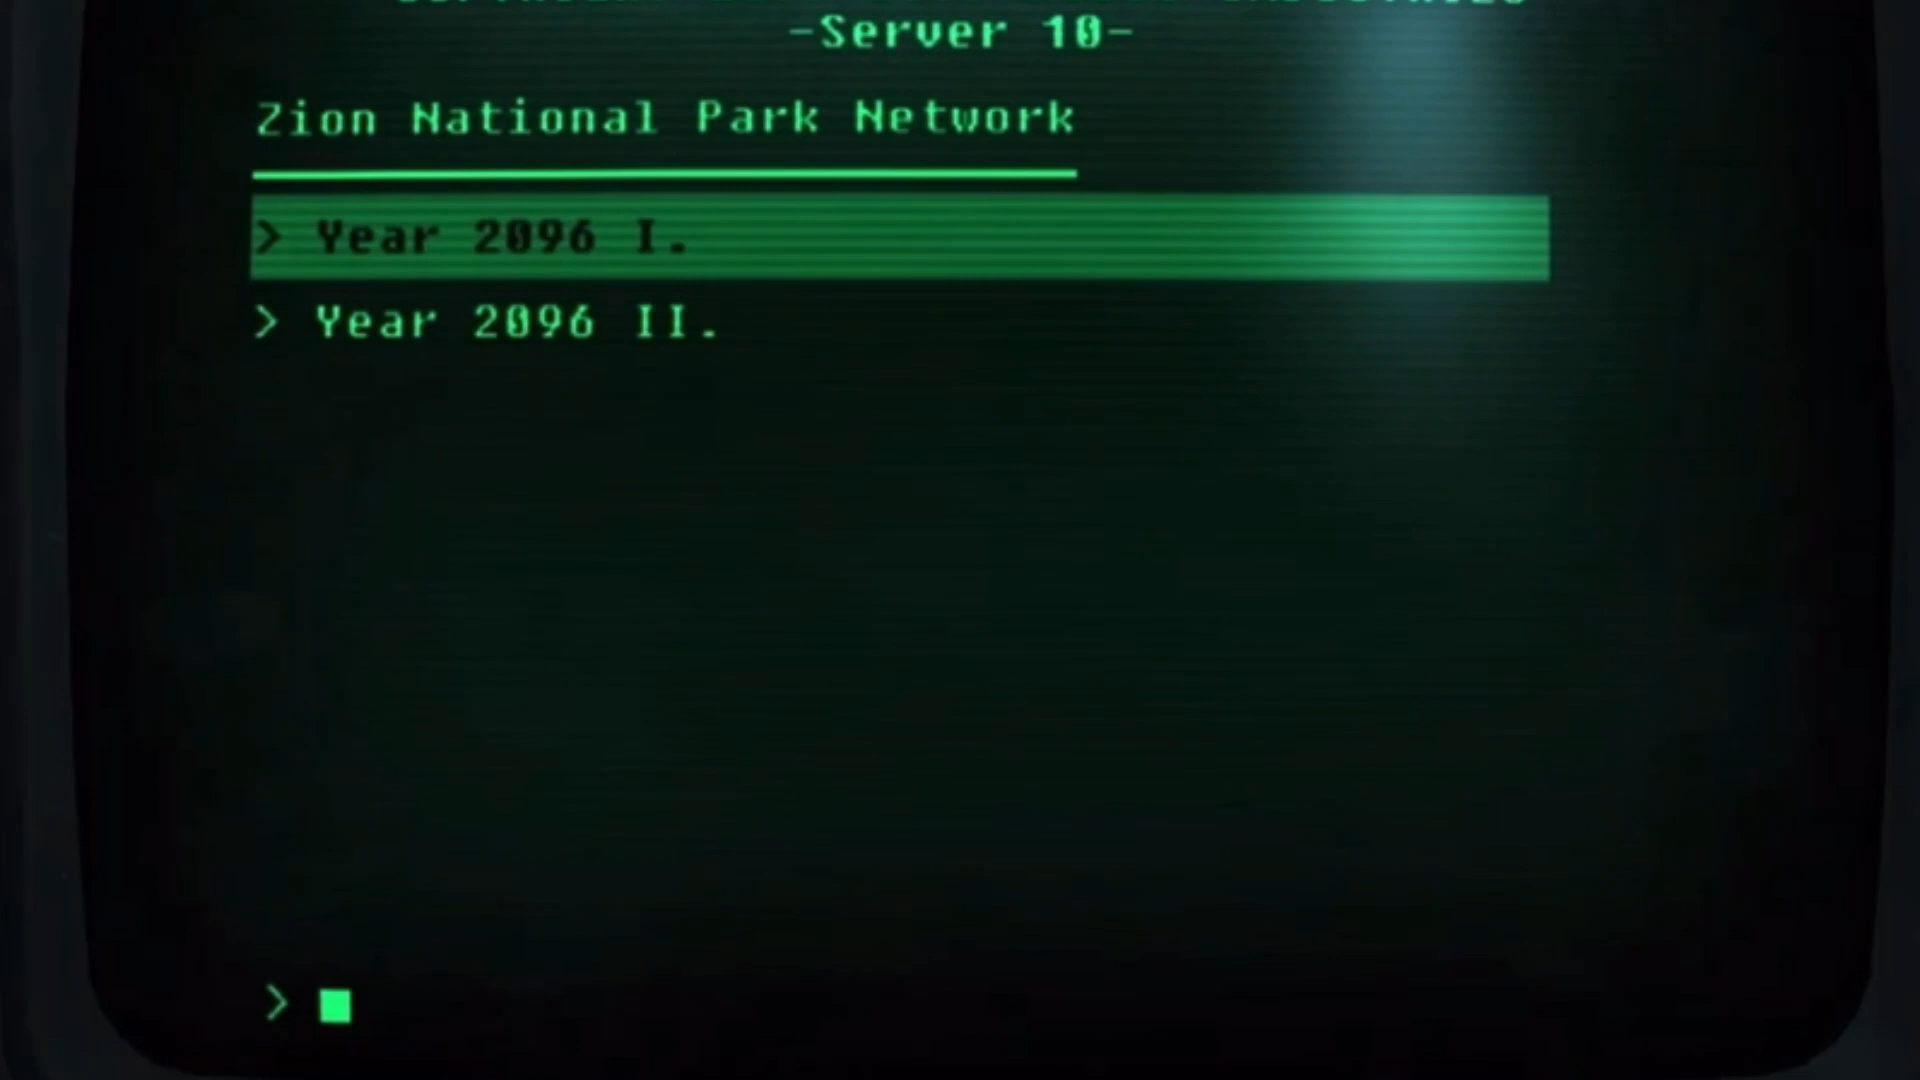 -Server 10-
Zion National Park Network
> Year 2096 I.
> Year 2096 II.
>